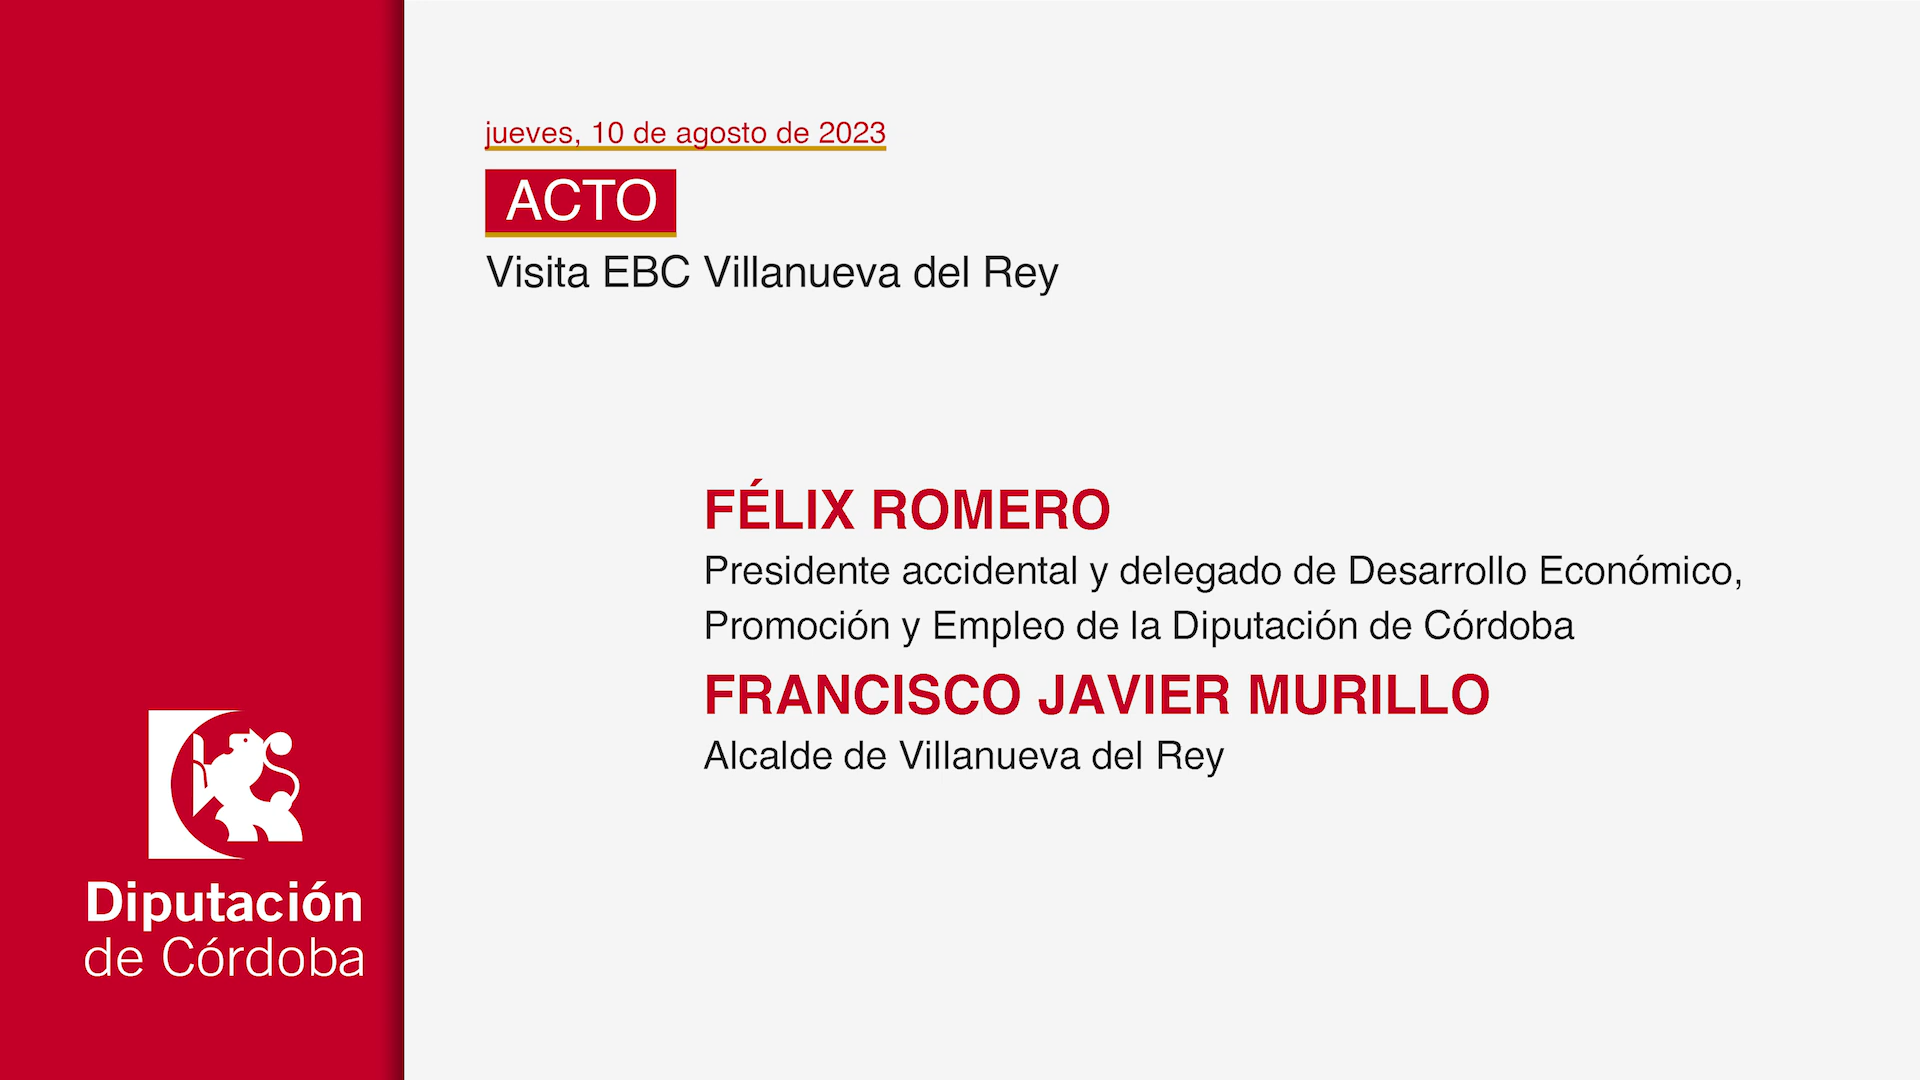 jueves, 10 de agosto de 2023
ACTO
Visita EBC Villanueva del Rey
FÉLIX ROMERO
Presidente accidental y delegado de Desarrollo Económico,
Promoción y Empleo de la Diputación de Córdoba
FRANCISCO JAVIER MURILLO
Alcalde de Villanueva del Rey
Diputación
de Córdoba